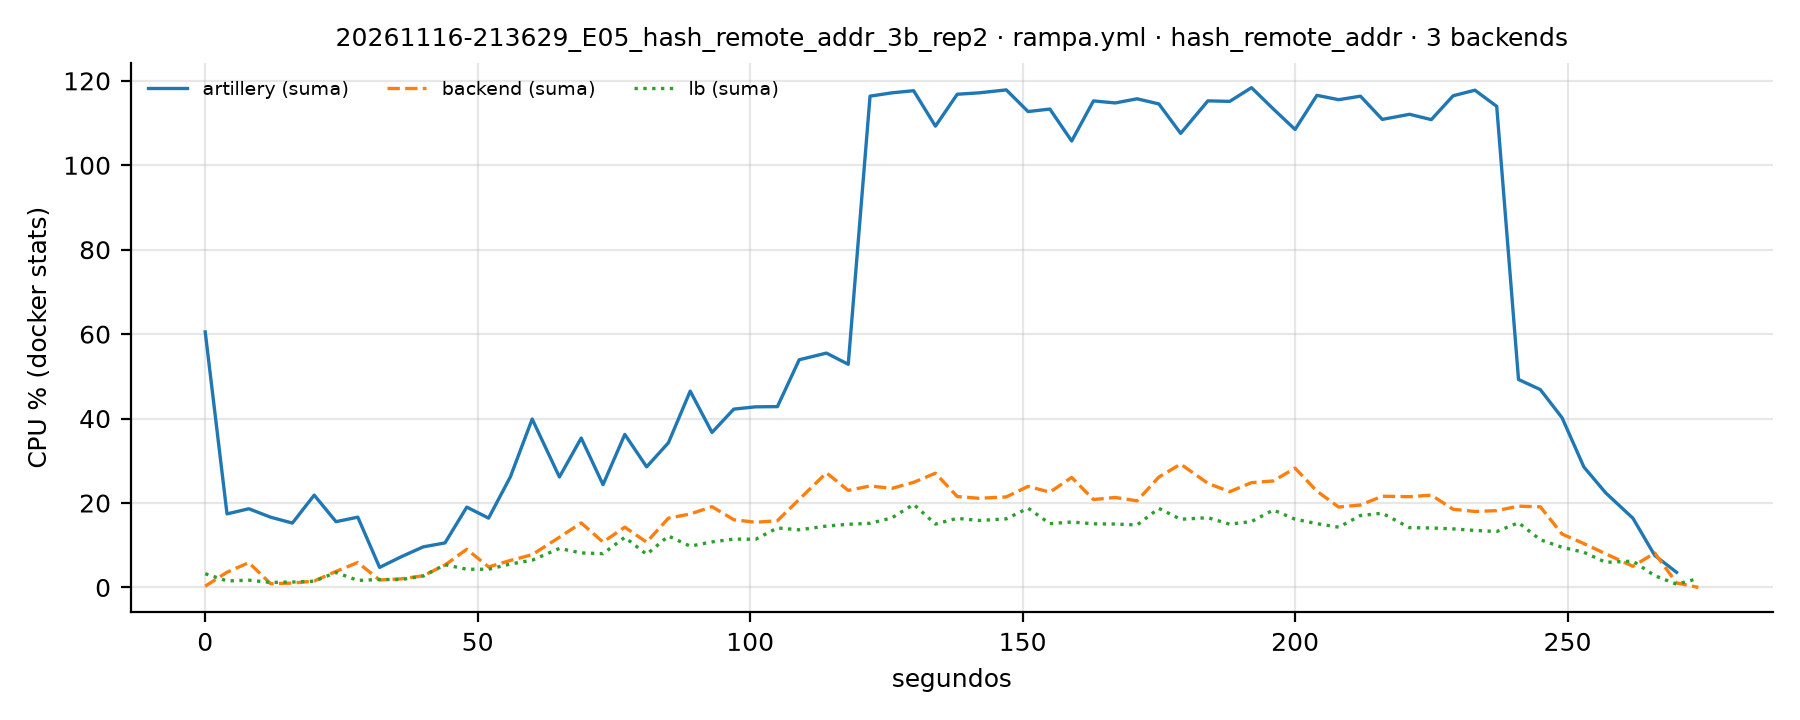 20261116-213629_E05_hash_remote_addr_3b_rep2 · rampa.yml · hash_remote_addr · 3 backends
artillery (suma) backend (suma) lb (suma)
CPU % (docker stats)
120
100
80
60
40
20
0
0 50 100 150 200 250
segundos